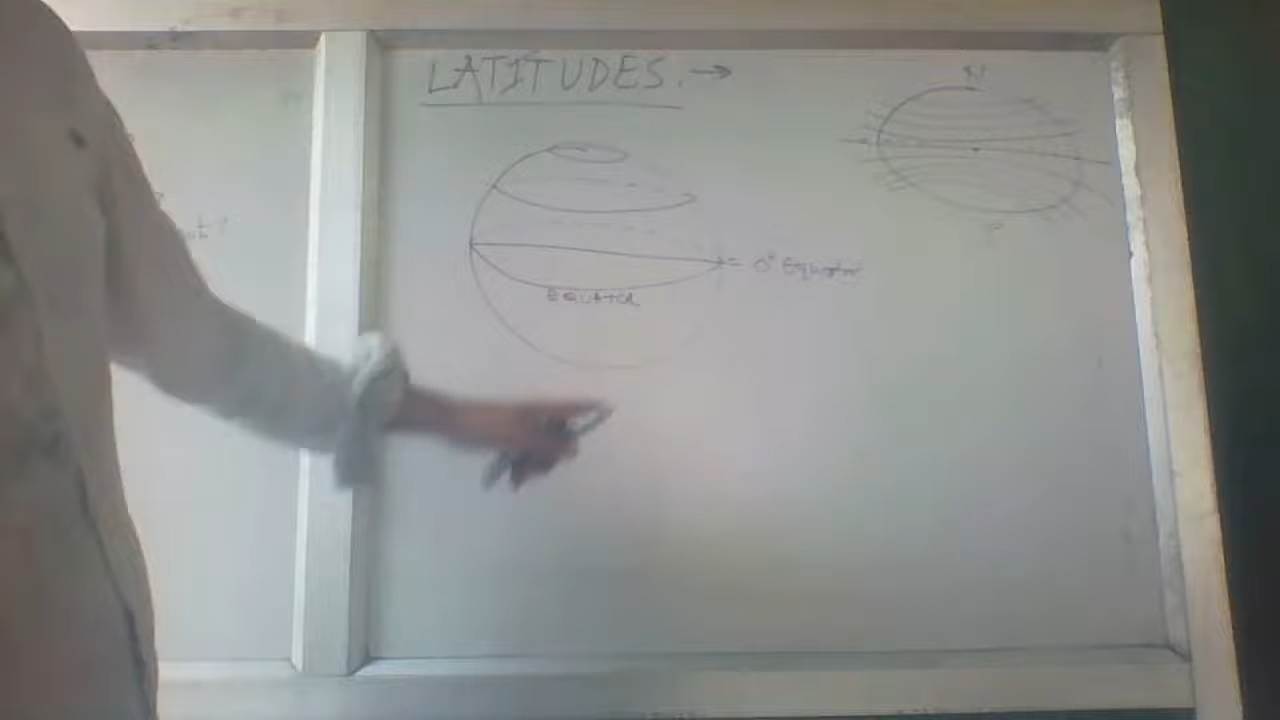 LATITUDES. →
N
0° Equator
EQUATOR